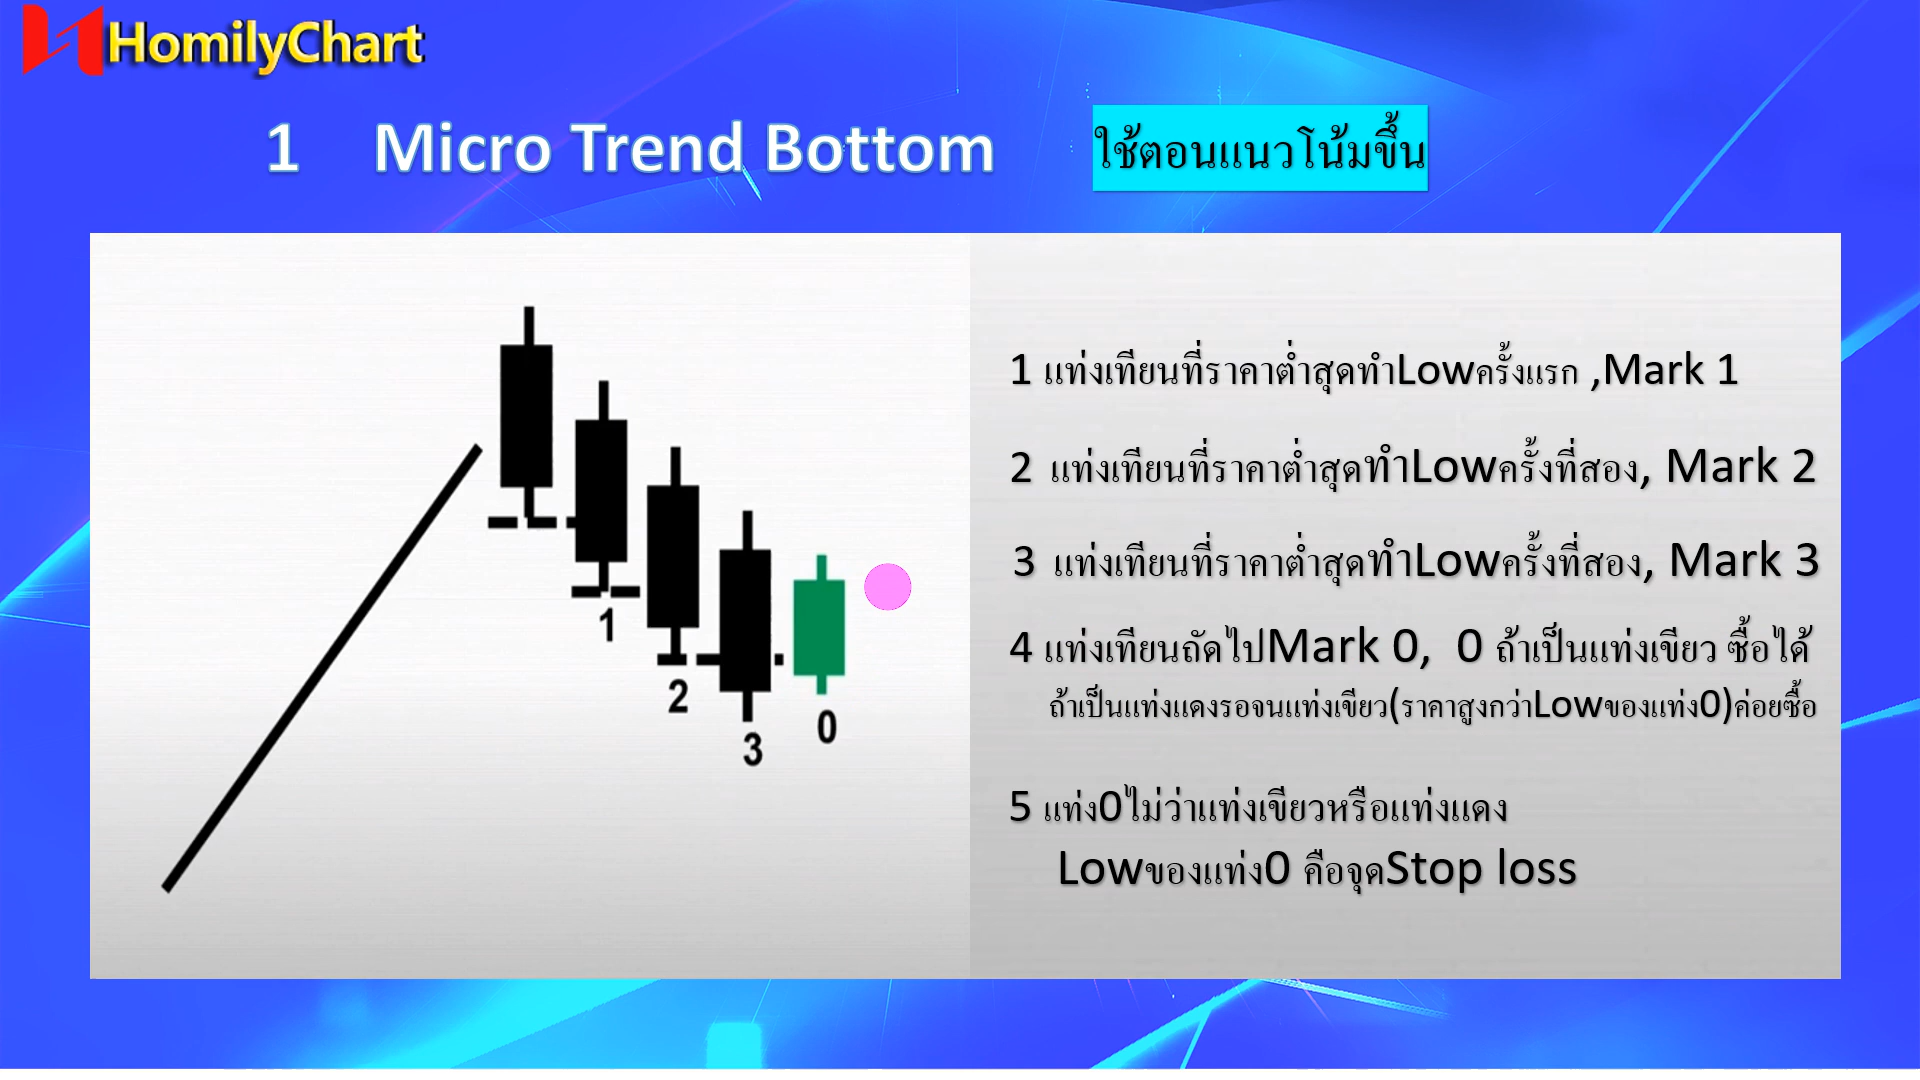 HomilyChart
1 Micro Trend Bottom ใช้ตอนแนวโน้มขึ้น
1
2
3
0
1 แท่งเทียนที่ราคาต่ำสุดทำLowครั้งแรก ,Mark 1
2 แท่งเทียนที่ราคาต่ำสุดทำLowครั้งที่สอง, Mark 2
3 แท่งเทียนที่ราคาต่ำสุดทำLowครั้งที่สอง, Mark 3
4 แท่งเทียนถัดไปMark 0, 0 ถ้าเป็นแท่งเขียว ซื้อได้
ถ้าเป็นแท่งแดงรอจนแท่งเขียว(ราคาสูงกว่าLowของแท่ง0)ค่อยซื้อ
5 แท่ง0ไม่ว่าแท่งเขียวหรือแท่งแดง
Lowของแท่ง0 คือจุดStop loss